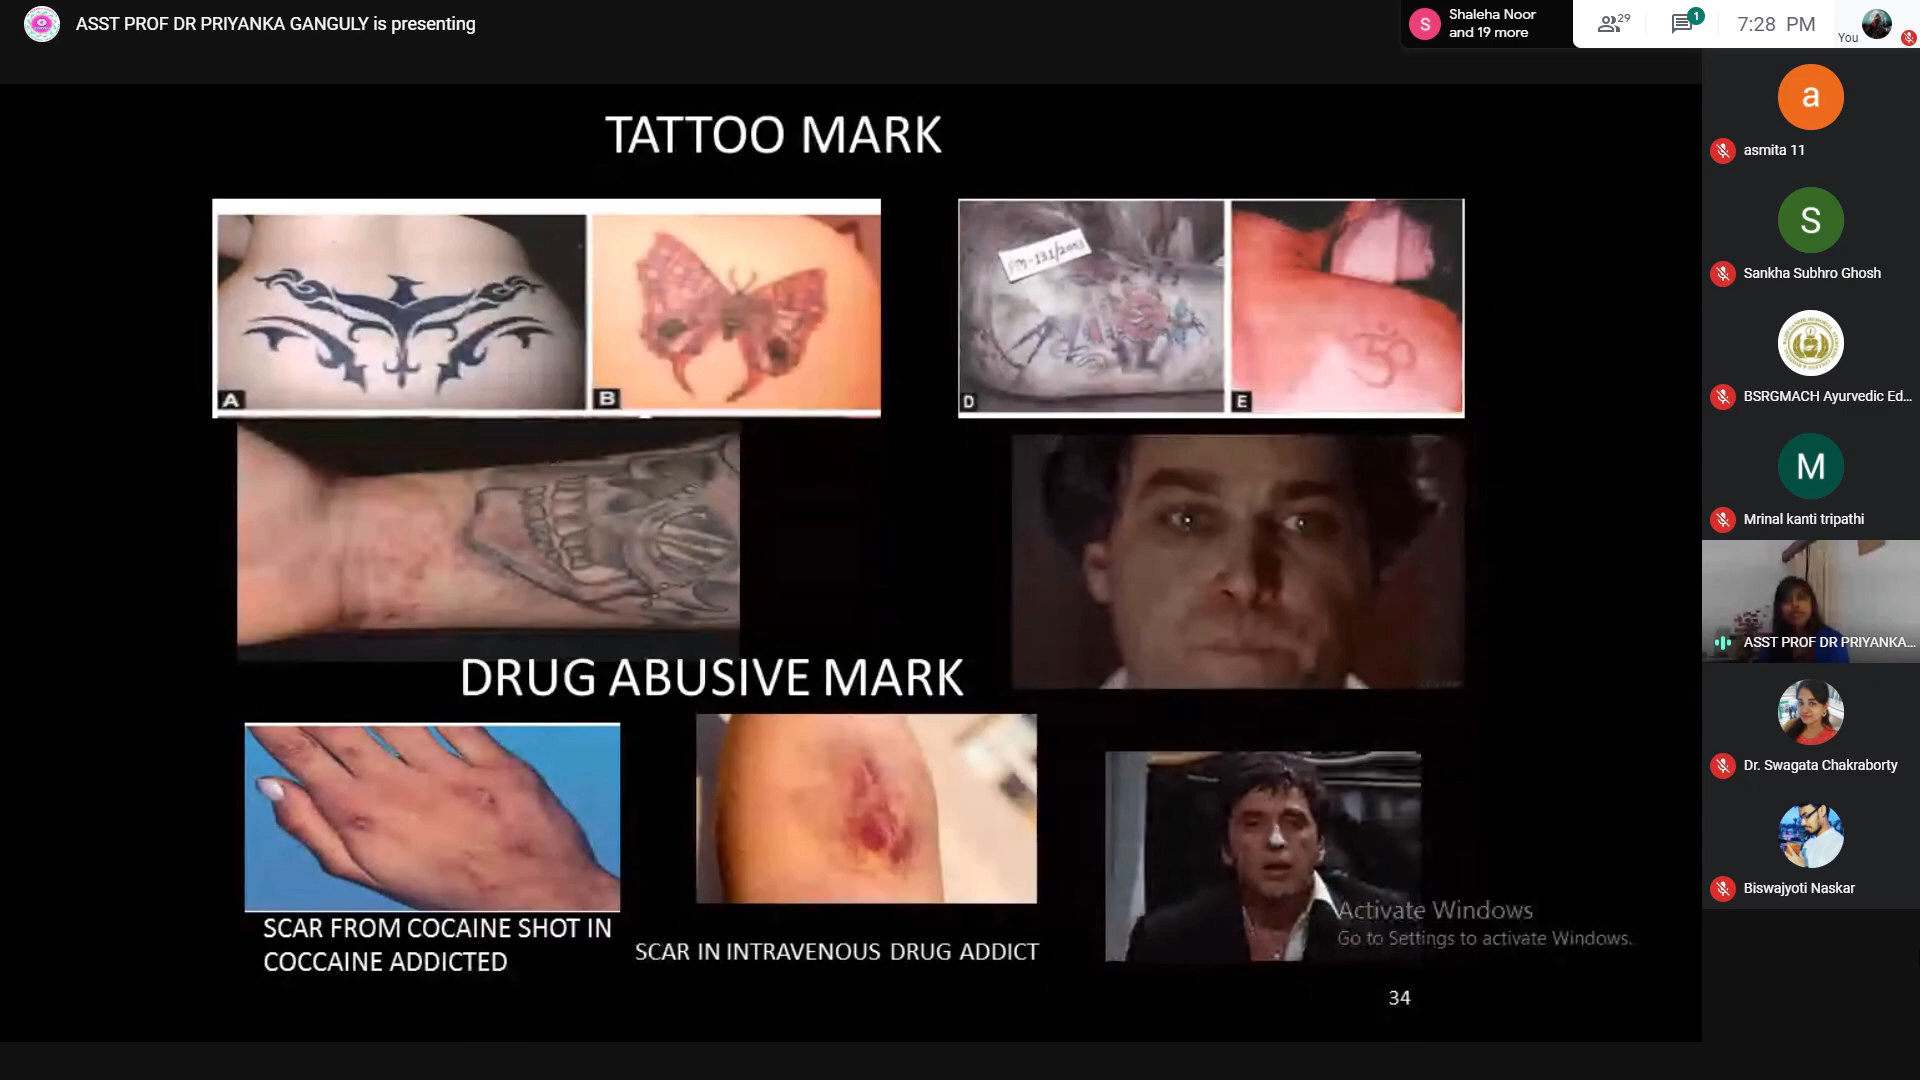 ASST PROF DR PRIYANKA GANGULY is presenting
S
Shaleha Noor
and 19 more
29
1
7:28 PM
You
TATTOO MARK
A
B
PM-131/2003
D
E
DRUG ABUSIVE MARK
SCAR FROM COCAINE SHOT IN
COCCAINE ADDICTED
SCAR IN INTRAVENOUS DRUG ADDICT
Activate Windows
Go to Settings to activate Windows.
34
a
asmita 11
S
Sankha Subhro Ghosh
BSRGMACH Ayurvedic Ed...
M
Mrinal kanti tripathi
ASST PROF DR PRIYANKA...
Dr. Swagata Chakraborty
Biswajyoti Naskar
ॐ